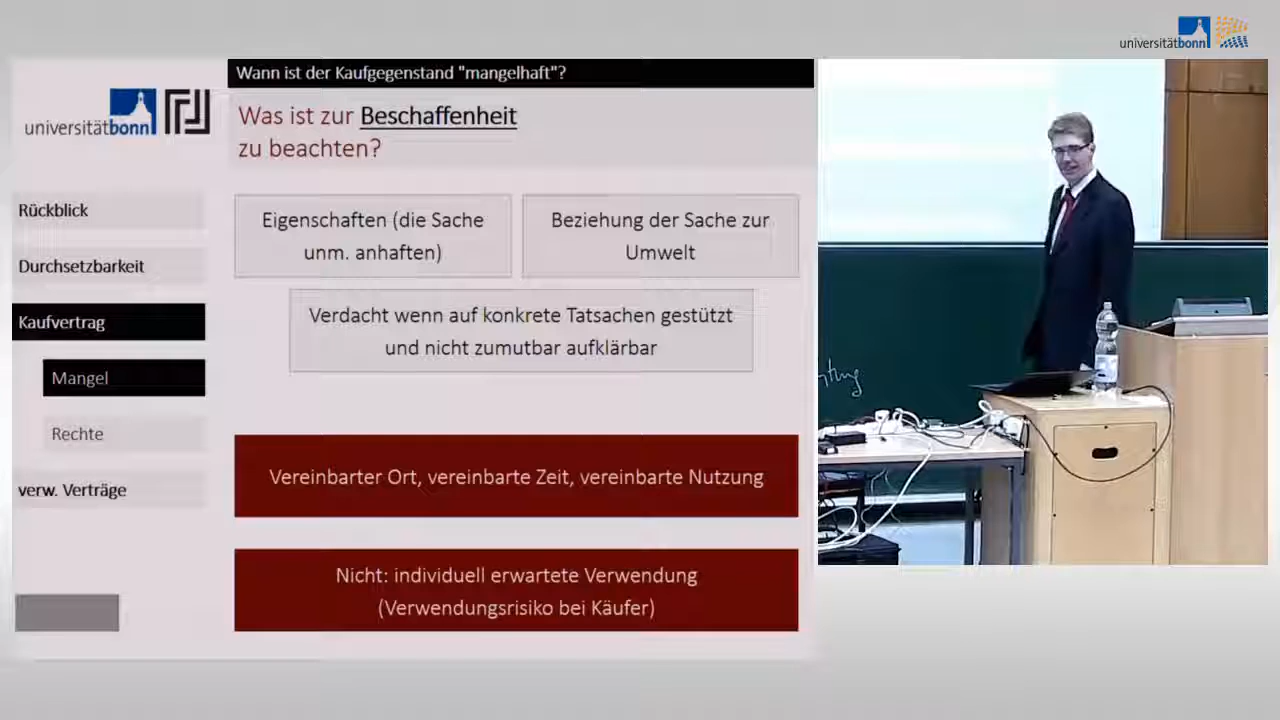 universitätbonn
Wann ist der Kaufgegenstand "mangelhaft"?
universitätbonn
Was ist zur Beschaffenheit
zu beachten?
Rückblick
Durchsetzbarkeit
Kaufvertrag
Mangel
Rechte
verw. Verträge
Eigenschaften (die Sache
unm. anhaften)
Beziehung der Sache zur
Umwelt
Verdacht wenn auf konkrete Tatsachen gestützt
und nicht zumutbar aufklärbar
Vereinbarter Ort, vereinbarte Zeit, vereinbarte Nutzung
Nicht: individuell erwartete Verwendung
(Verwendungsrisiko bei Käufer)